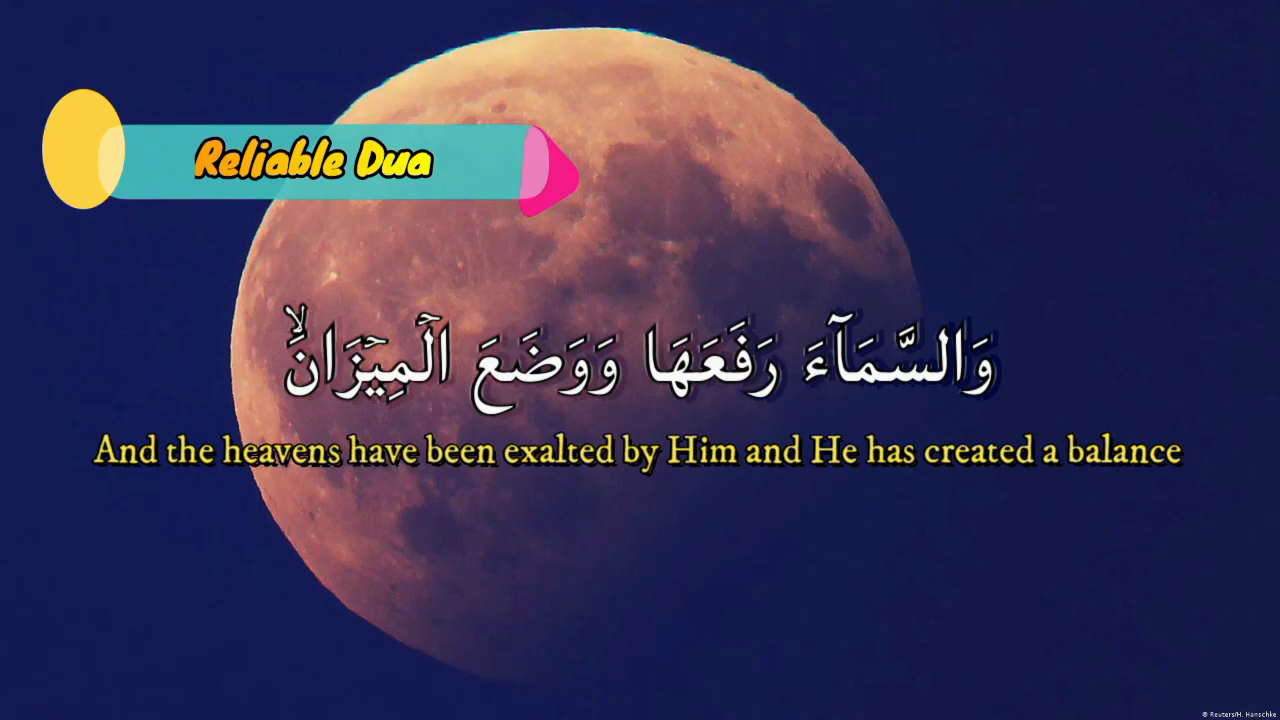 Reliable Dua
وَالسَّمَآءَ رَفَعَهَا وَوَضَعَ الۡمِيۡزَانَۙ
And the heavens have been exalted by Him and He has created a balance
© Reuters/H. Hanschke